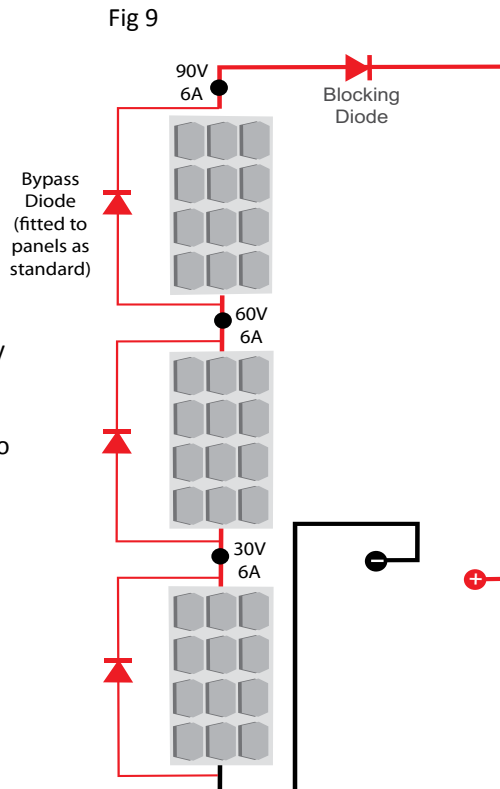 Fig 9
90V
6A
Blocking
Diode
Bypass
Diode
(fitted to
panels as
standard)
60V
6A
y
o
30V
6A
–
+